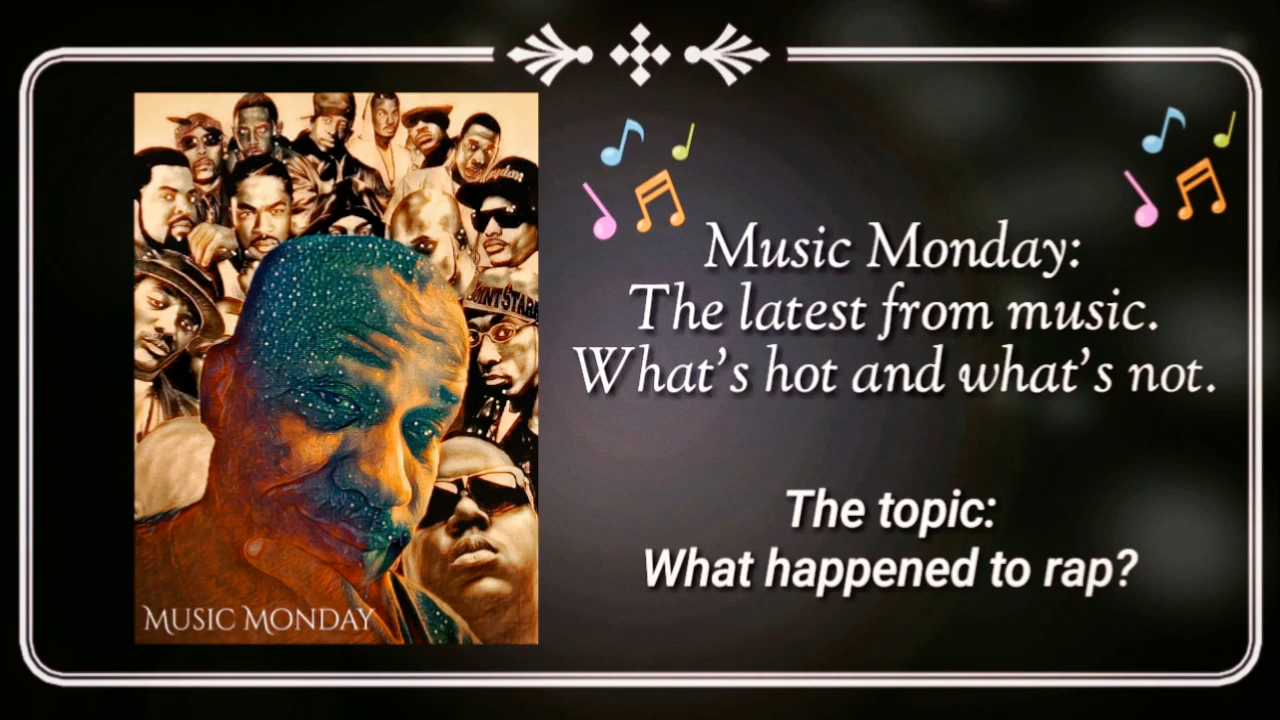 Music Monday:
The latest from music.
What's hot and what's not.
The topic:
What happened to rap?
MUSIC MONDAY